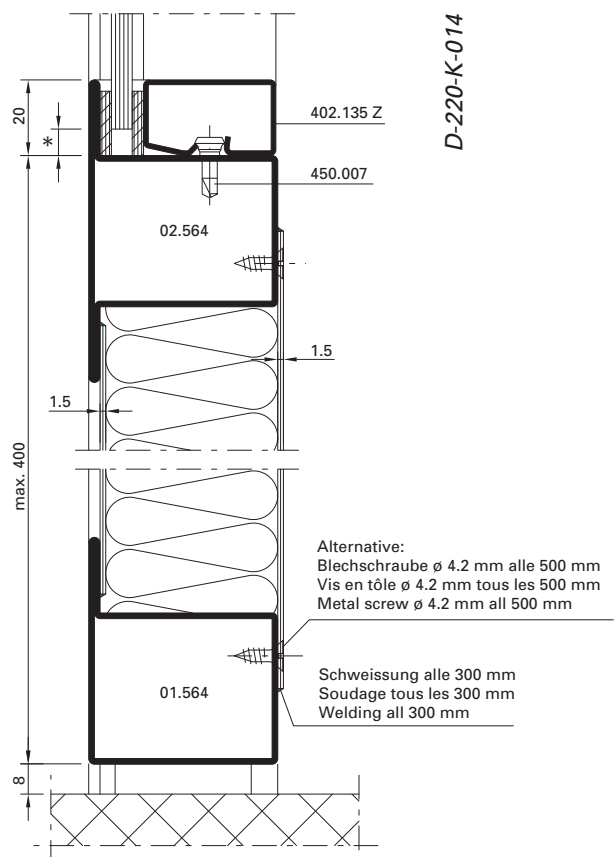 D-220-K-014
20
*
402.135 Z
450.007
02.564
1.5
1.5
max. 400
Alternative:
Blechschraube ø 4.2 mm alle 500 mm
Vis en tôle ø 4.2 mm tous les 500 mm
Metal screw ø 4.2 mm all 500 mm
01.564
Schweissung alle 300 mm
Soudage tous les 300 mm
Welding all 300 mm
8